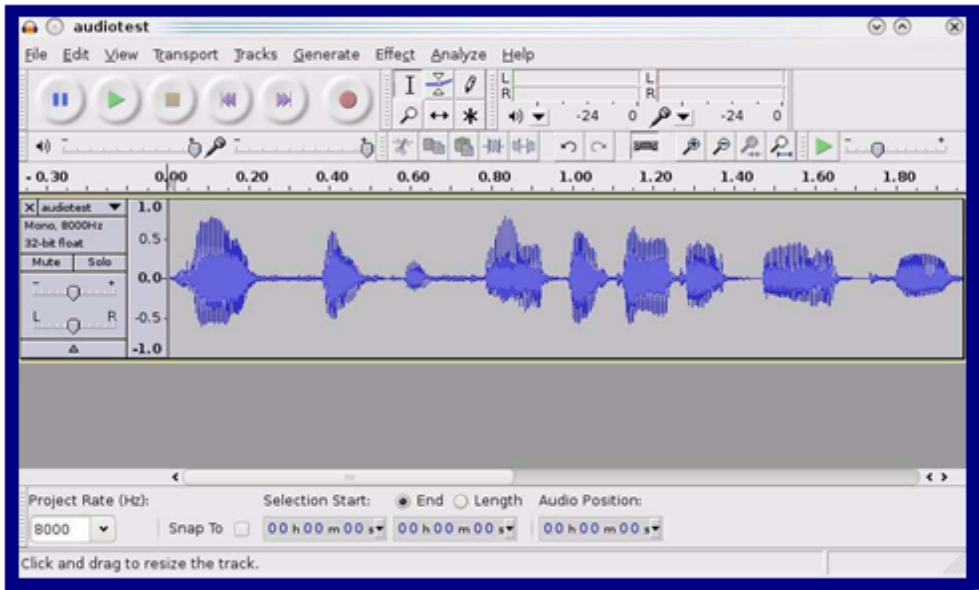 audiotest
File Edit View Transport Tracks Generate Effect Analyze Help
L L
R R
-24 0 -24 0
- +
- 0.30 0.00 0.20 0.40 0.60 0.80 1.00 1.20 1.40 1.60 1.80
X audiotest 1.0
Mono, 8000Hz
32-bit float 0.5
Mute Solo
- + 0.0
L R -0.5
-1.0
Project Rate (Hz): Selection Start: End Length Audio Position:
8000 Snap To 00 h 00 m 00 s 00 h 00 m 00 s 00 h 00 m 00 s
Click and drag to resize the track.